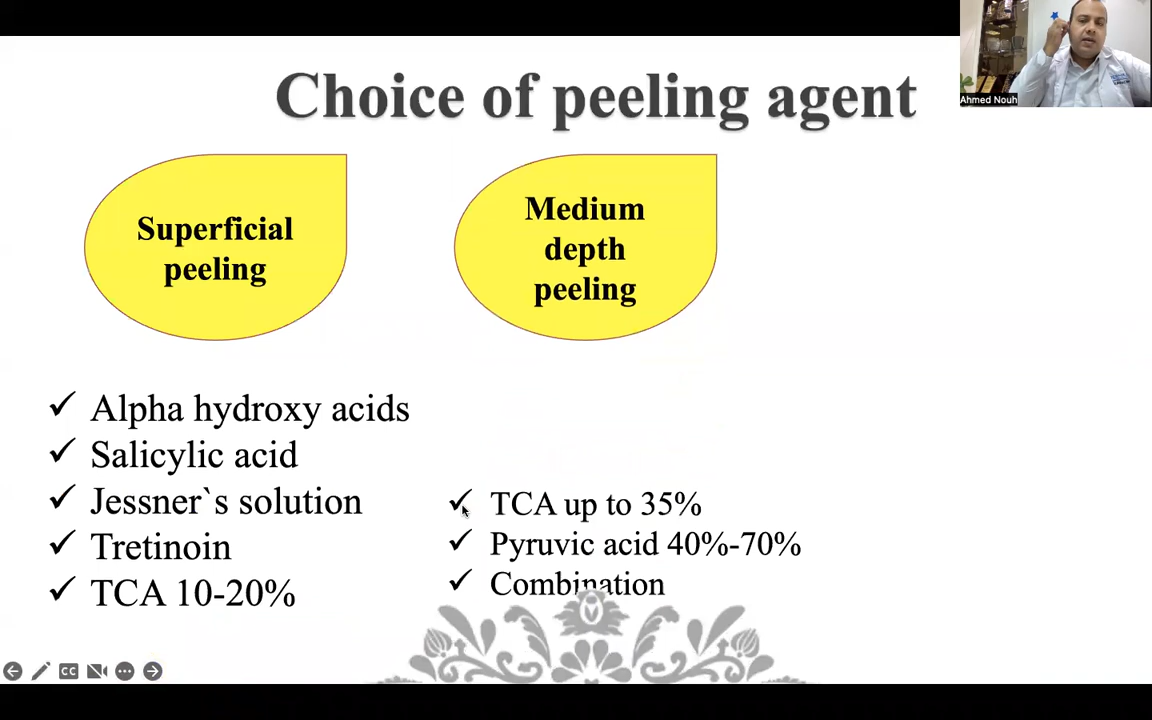 Choice of peeling agent
Ahmed Nouh
Superficial
peeling
Medium
depth
peeling
✓ Alpha hydroxy acids
✓ Salicylic acid
✓ Jessner`s solution
✓ Tretinoin
✓ TCA 10-20%
✓ TCA up to 35%
✓ Pyruvic acid 40%-70%
✓ Combination
CC